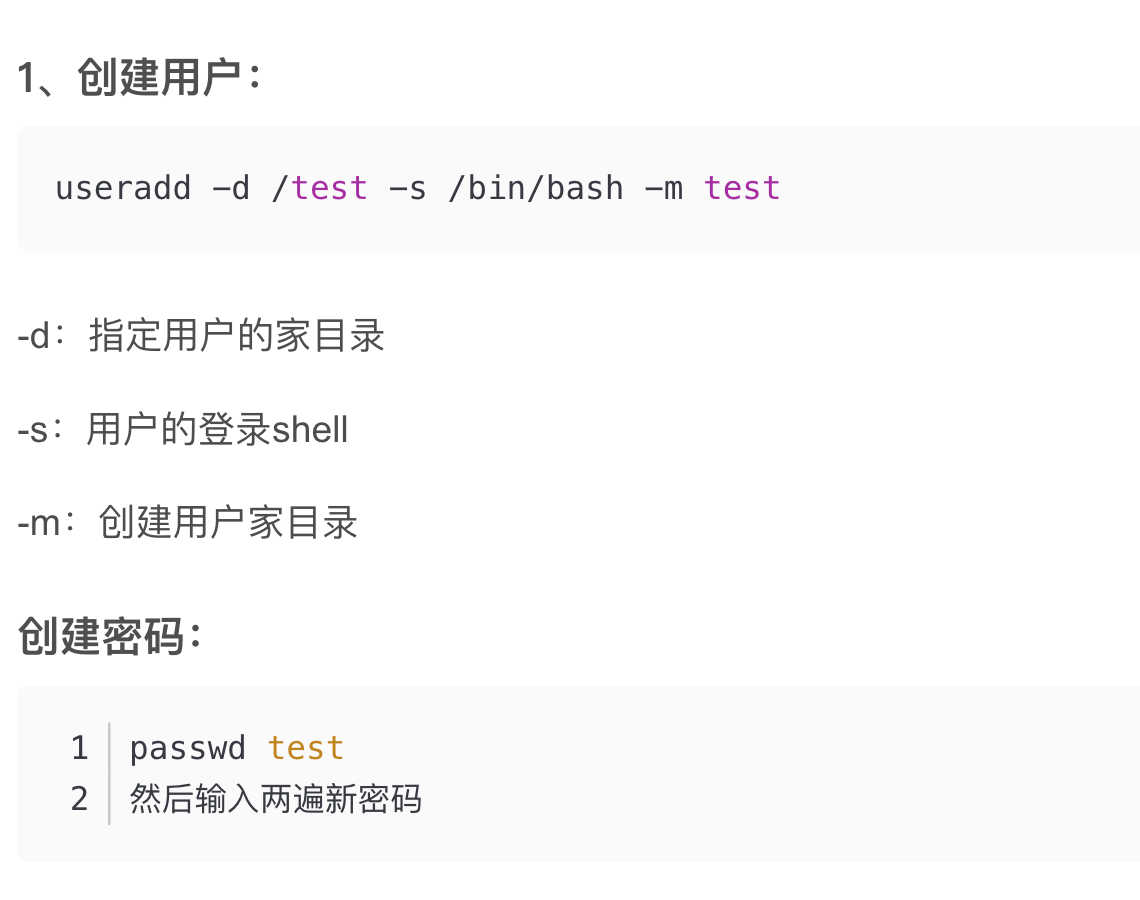 1、创建用户：
useradd -d /test -s /bin/bash -m test
-d：指定用户的家目录
-s：用户的登录shell
-m：创建用户家目录
创建密码：
1 passwd test
2 然后输入两遍新密码